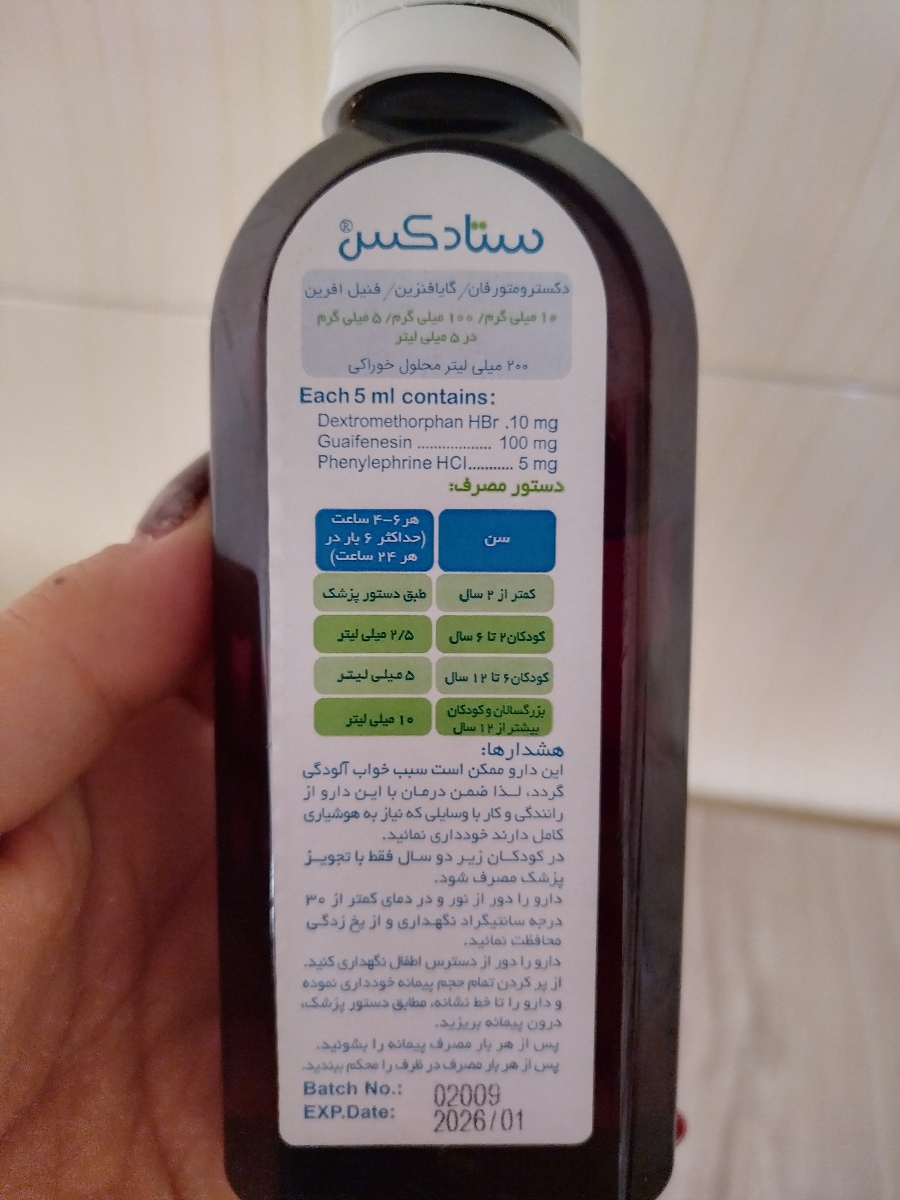 ستادکس®
دکسترومتورفان/ گایافنزین/ فنیل افرین
۱۰ میلی گرم/ ۱۰۰ میلی گرم/ ۵ میلی گرم
در ۵ میلی لیتر
۲۰۰ میلی لیتر محلول خوراکی
Each 5 ml contains:
Dextromethorphan HBr .10 mg
Guaifenesin .................. 100 mg
Phenylephrine HCl........... 5 mg
دستور مصرف:
سن
هر ۶-۴ ساعت
(حداکثر ۶ بار در
هر ۲۴ ساعت)
کمتر از ۲ سال طبق دستور پزشک
کودکان ۲ تا ۶ سال ۲/۵ میلی لیتر
کودکان ۶ تا ۱۲ سال ۵ میلی لیتر
بزرگسالان و کودکان
بیشتر از ۱۲ سال
۱۰ میلی لیتر
هشدارها:
این دارو ممکن است سبب خواب آلودگی
گردد، لـذا ضمن درمـان با ایـن دارو از
رانندگی و کار با وسایلی که نیاز به هوشیاری
کامل دارند خودداری نمائید.
در کودکـان زیـر دو سـال فقط با تجویـز
پزشک مصرف شود.
دارو را دور از نور و در دمای کمتر از ۳۰
درجه سانتیگراد نگهداری و از یخ زدگی
محافظت نمائید.
دارو را دور از دسترس اطفال نگهداری کنید.
از پر کردن تمام حجم پیمانه خودداری نموده
و دارو را تا خط نشانه، مطابق دستور پزشک،
درون پیمانه بریزید.
پس از هر بار مصرف پیمانه را بشوئید.
پس از هر بار مصرف در ظرف را محکم ببندید.
Batch No.: 02009
EXP.Date: 2026/01